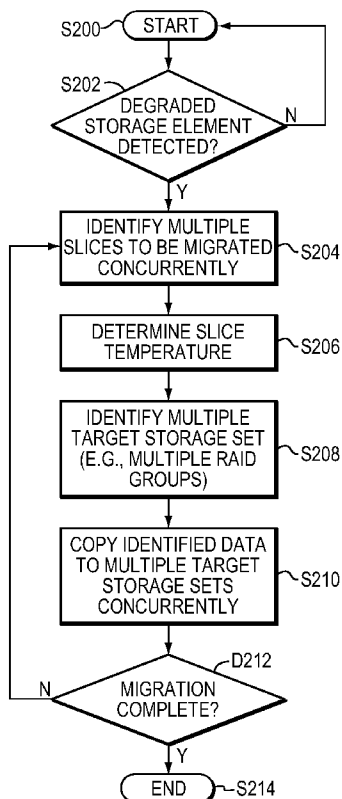 START
S200
S202
DEGRADED
STORAGE ELEMENT
DETECTED?
N
Y
IDENTIFY MULTIPLE
SLICES TO BE MIGRATED
CONCURRENTLY
S204
DETERMINE SLICE
TEMPERATURE
S206
IDENTIFY MULTIPLE
TARGET STORAGE SET
(E.G., MULTIPLE RAID
GROUPS)
S208
COPY IDENTIFIED DATA
TO MULTIPLE TARGET
STORAGE SETS
CONCURRENTLY
S210
D212
N
MIGRATION
COMPLETE?
Y
END
S214